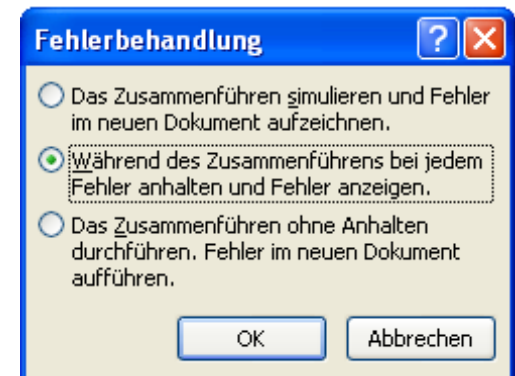 Fehlerbehandlung
Das Zusammenführen simulieren und Fehler
im neuen Dokument aufzeichnen.
Während des Zusammenführens bei jedem
Fehler anhalten und Fehler anzeigen.
Das Zusammenführen ohne Anhalten
durchführen. Fehler im neuen Dokument
aufführen.
OK
Abbrechen